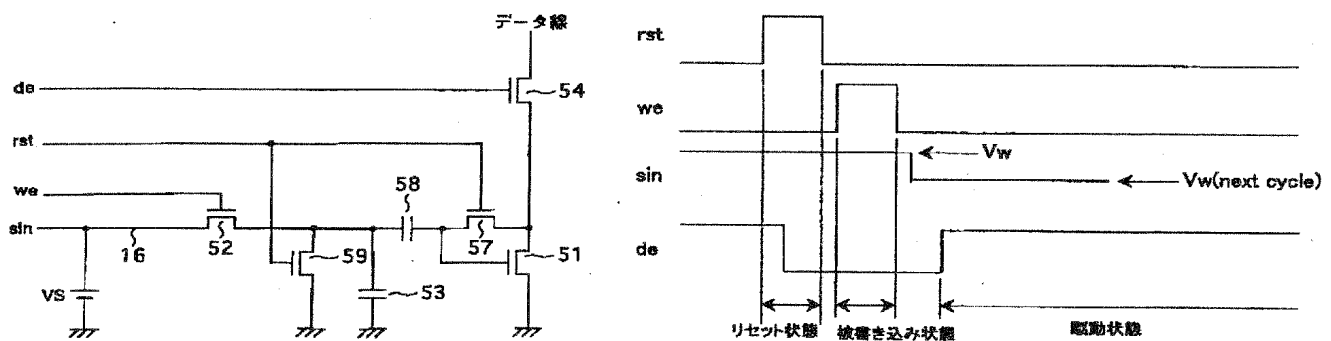 データ線
de
54
rst
we
58
sin
16
52
59
57
51
VS
53
rst
we
Vw
sin
Vw(next cycle)
de
リセット状態
被書き込み状態
駆動状態